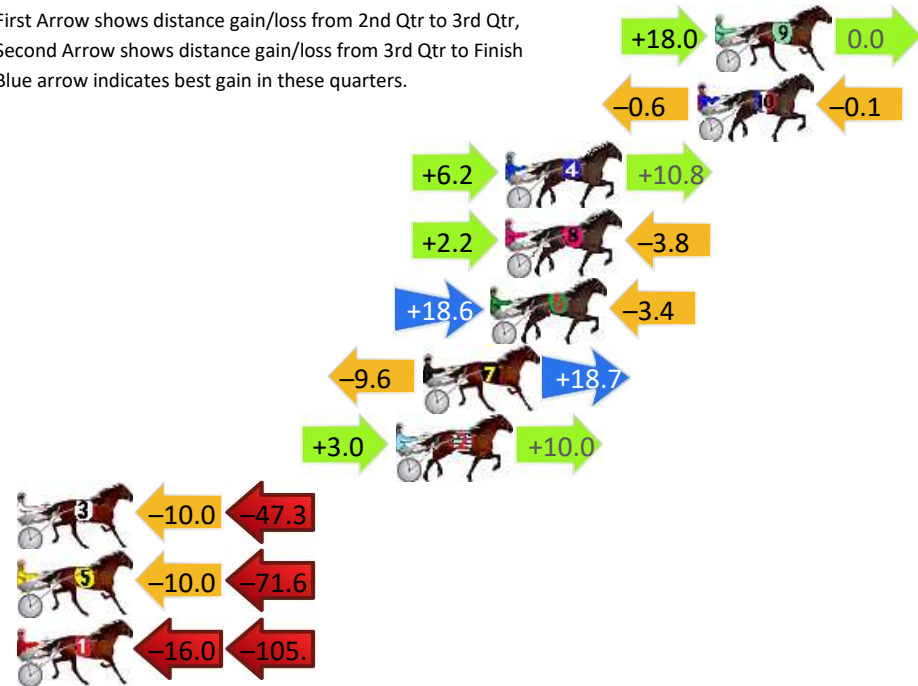 First Arrow shows distance gain/loss from 2nd Qtr to 3rd Qtr,
Second Arrow shows distance gain/loss from 3rd Qtr to Finish
Blue arrow indicates best gain in these quarters.
+18.0 9 0.0
–0.6 10 –0.1
+6.2 4 +10.8
+2.2 8 –3.8
+18.6 6 –3.4
–9.6 7 +18.7
+3.0 2 +10.0
3 –10.0 –47.3
5 –10.0 –71.6
1 –16.0 –105.